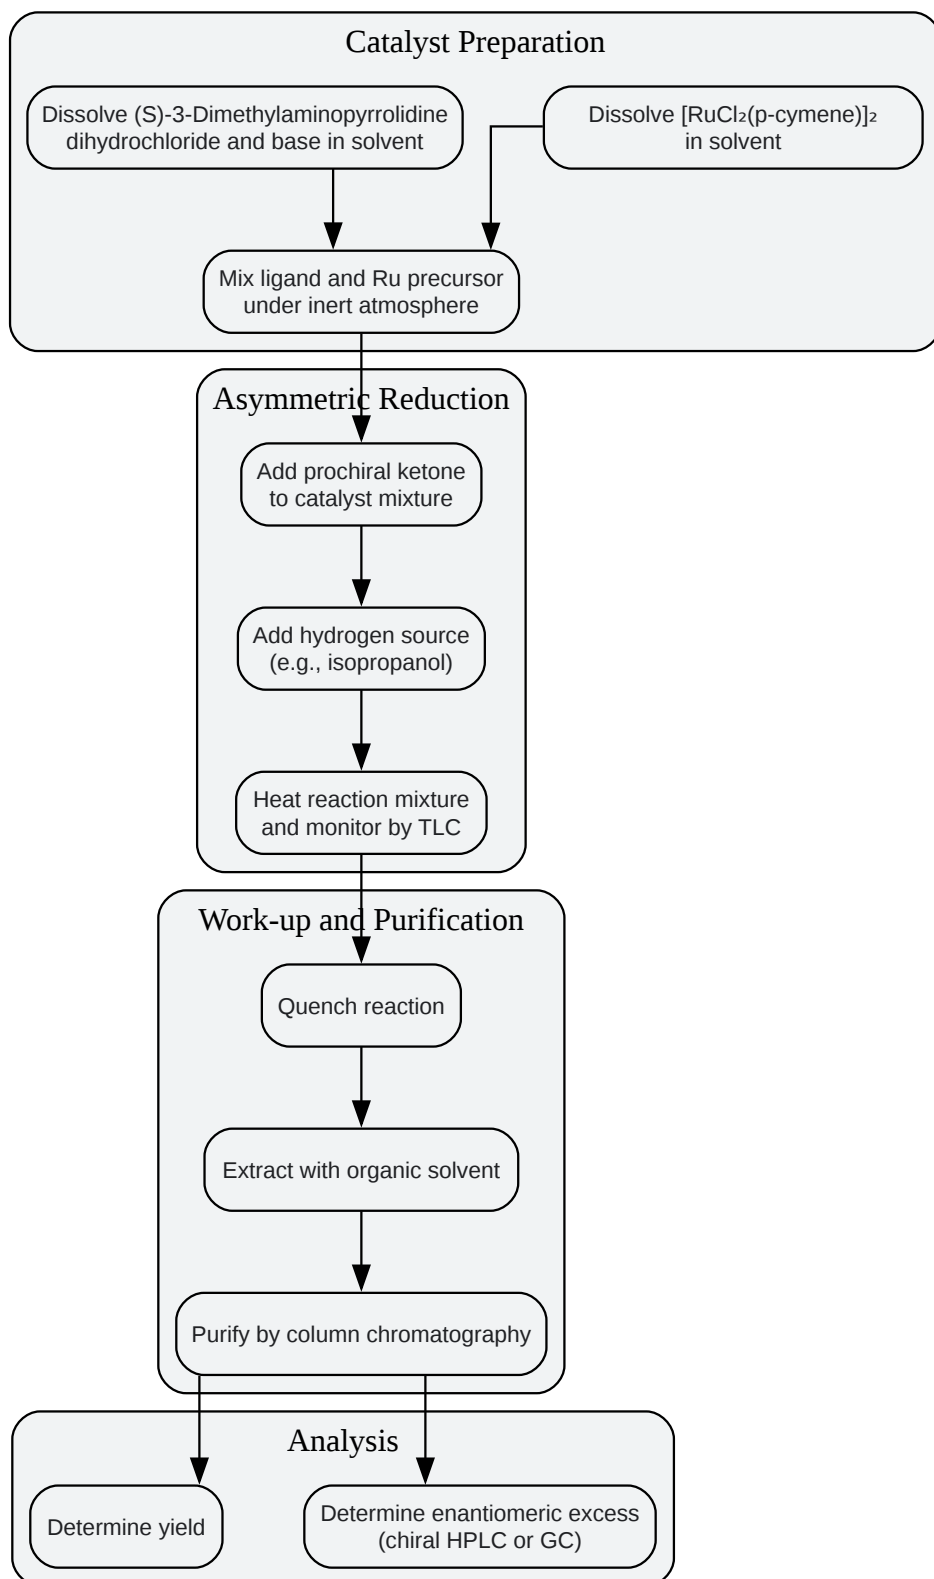 Catalyst Preparation
Dissolve (S)-3-Dimethylaminopyrrolidine
dihydrochloride and base in solvent
Dissolve [RuCl₂(p-cymene)]₂
in solvent
Mix ligand and Ru precursor
under inert atmosphere
Asymmetric Reduction
Add prochiral ketone
to catalyst mixture
Add hydrogen source
(e.g., isopropanol)
Heat reaction mixture
and monitor by TLC
Work-up and Purification
Quench reaction
Extract with organic solvent
Purify by column chromatography
Analysis
Determine yield
Determine enantiomeric excess
(chiral HPLC or GC)